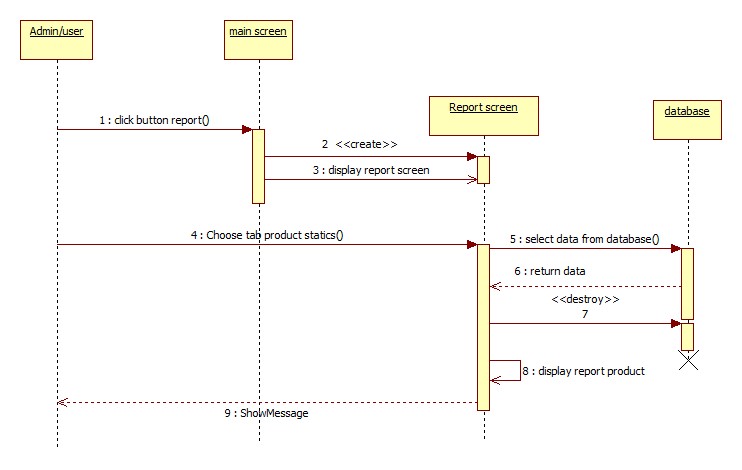 Admin/user
main screen
Report screen
database
1 : click button report()
2 <<create>>
3 : display report screen
4 : Choose tab product statics()
5 : select data from database()
6 : return data
<<destroy>>
7
8 : display report product
9 : ShowMessage